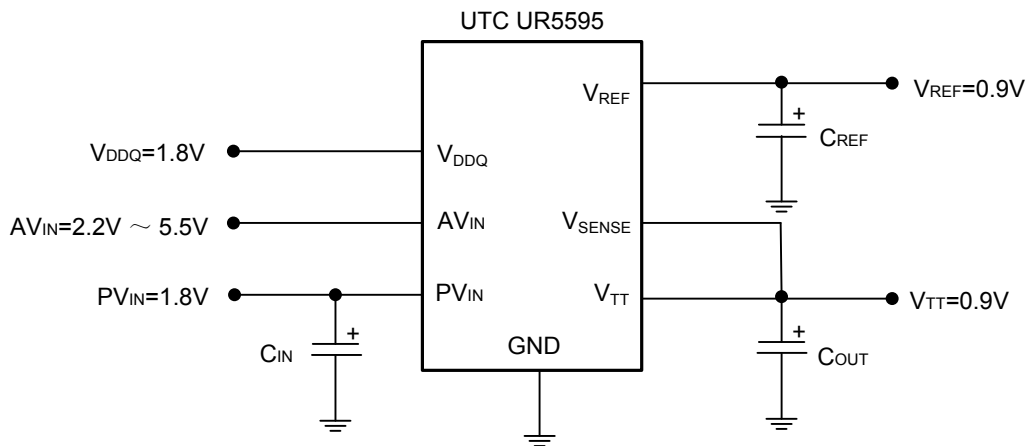 UTC UR5595
VREF
VREF=0.9V
CREF
VDDQ=1.8V
VDDQ
AVIN=2.2V ～ 5.5V
AVIN
VSENSE
PVIN=1.8V
PVIN
VTT
VTT=0.9V
CIN
GND
COUT